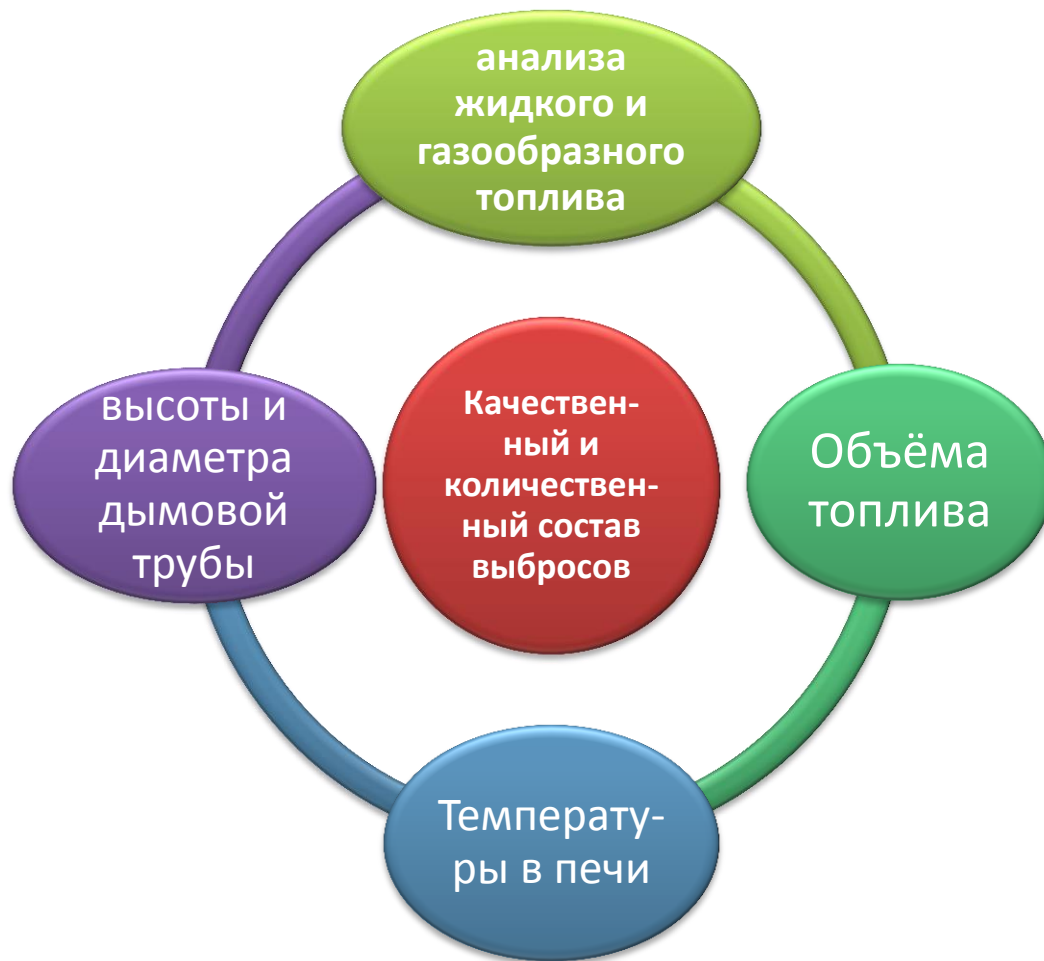 анализа
жидкого и
газообразного
топлива
высоты и
диаметра
дымовой
трубы
Качествен-
ный и
количествен-
ный состав
выбросов
Объёма
топлива
Температу-
ры в печи